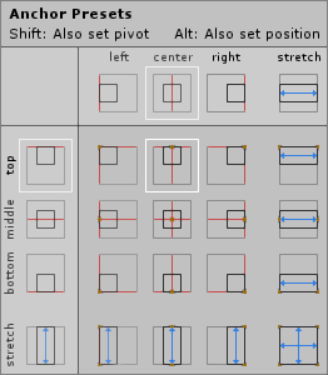 Anchor Presets
Shift: Also set pivot Alt: Also set position
left center right stretch
top
middle
bottom
stretch